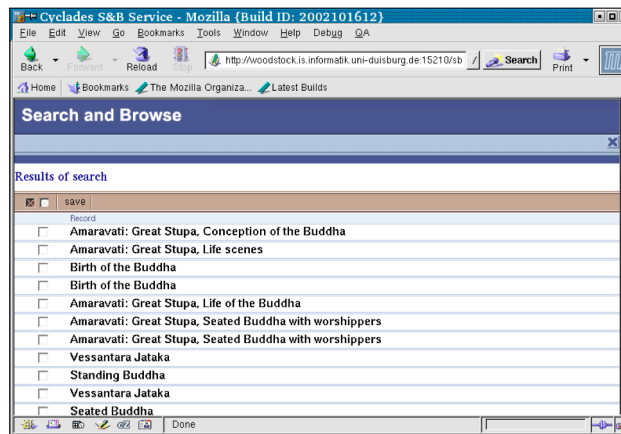 Cyclades S&B Service - Mozilla {Build ID: 2002101612}
File Edit View Go Bookmarks Tools Window Help Debug QA
Back Forward Reload Stop http://woodstock.is.informatik.uni-duisburg.de:15210/sb Search Print
Home Bookmarks The Mozilla Organiza... Latest Builds
Search and Browse
Results of search
save
Record
Amaravati: Great Stupa, Conception of the Buddha
Amaravati: Great Stupa, Life scenes
Birth of the Buddha
Birth of the Buddha
Amaravati: Great Stupa, Life of the Buddha
Amaravati: Great Stupa, Seated Buddha with worshippers
Amaravati: Great Stupa, Seated Buddha with worshippers
Vessantara Jataka
Standing Buddha
Vessantara Jataka
Seated Buddha
Done